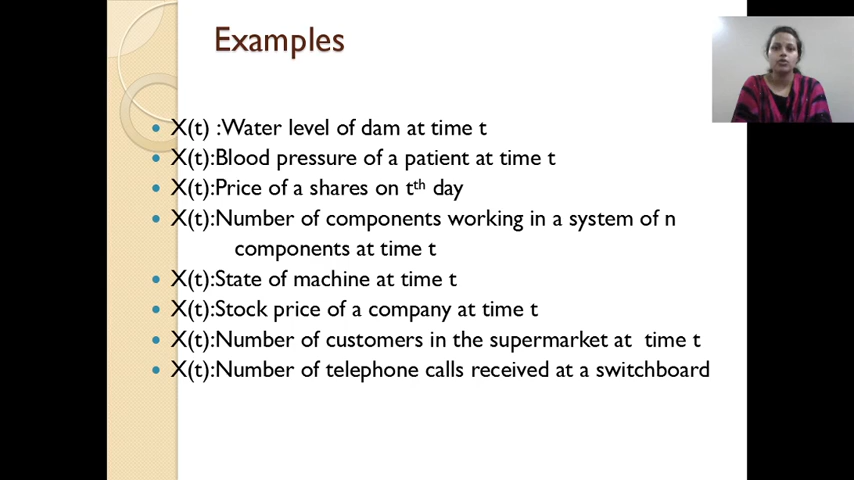 Examples
X(t) :Water level of dam at time t
X(t):Blood pressure of a patient at time t
X(t):Price of a shares on tth day
X(t):Number of components working in a system of n
components at time t
X(t):State of machine at time t
X(t):Stock price of a company at time t
X(t):Number of customers in the supermarket at time t
X(t):Number of telephone calls received at a switchboard